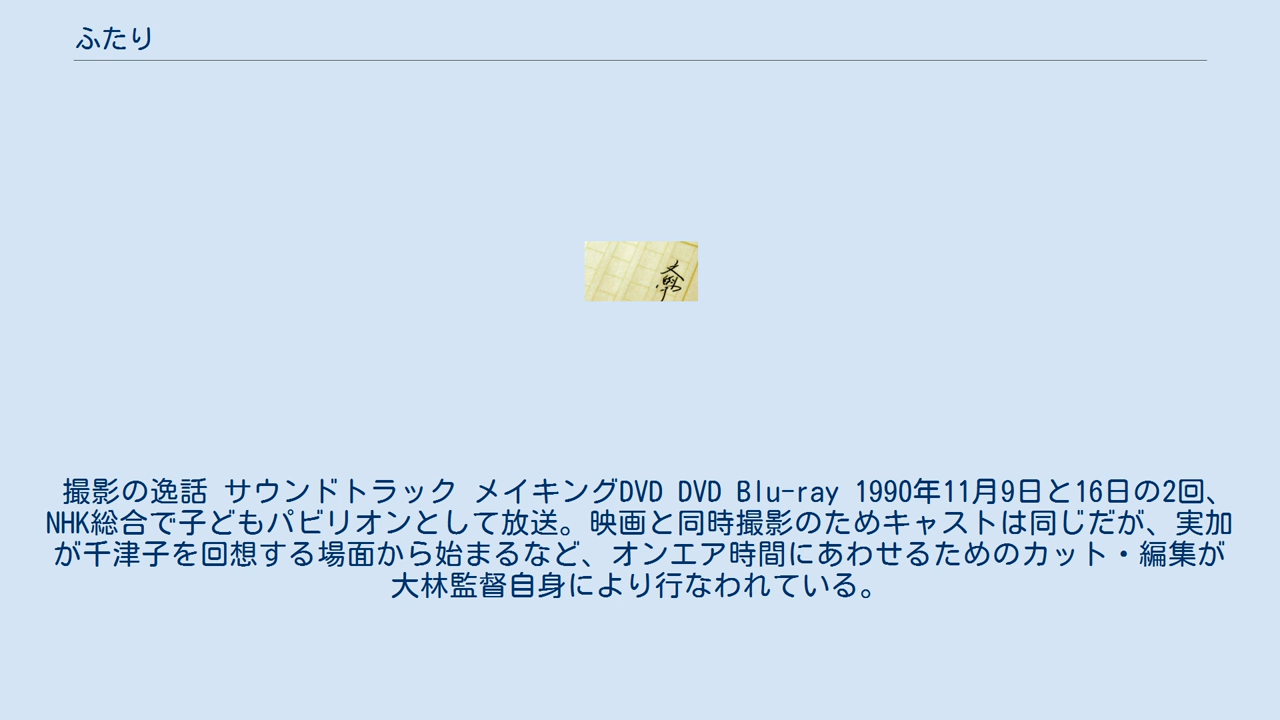 ふたり
撮影の逸話 サウンドトラック メイキングDVD DVD Blu-ray 1990年11月9日と16日の2回、
NHK総合で子どもパビリオンとして放送。映画と同時撮影のためキャストは同じだが、実加
が千津子を回想する場面から始まるなど、オンエア時間にあわせるためのカット・編集が
大林監督自身により行なわれている。